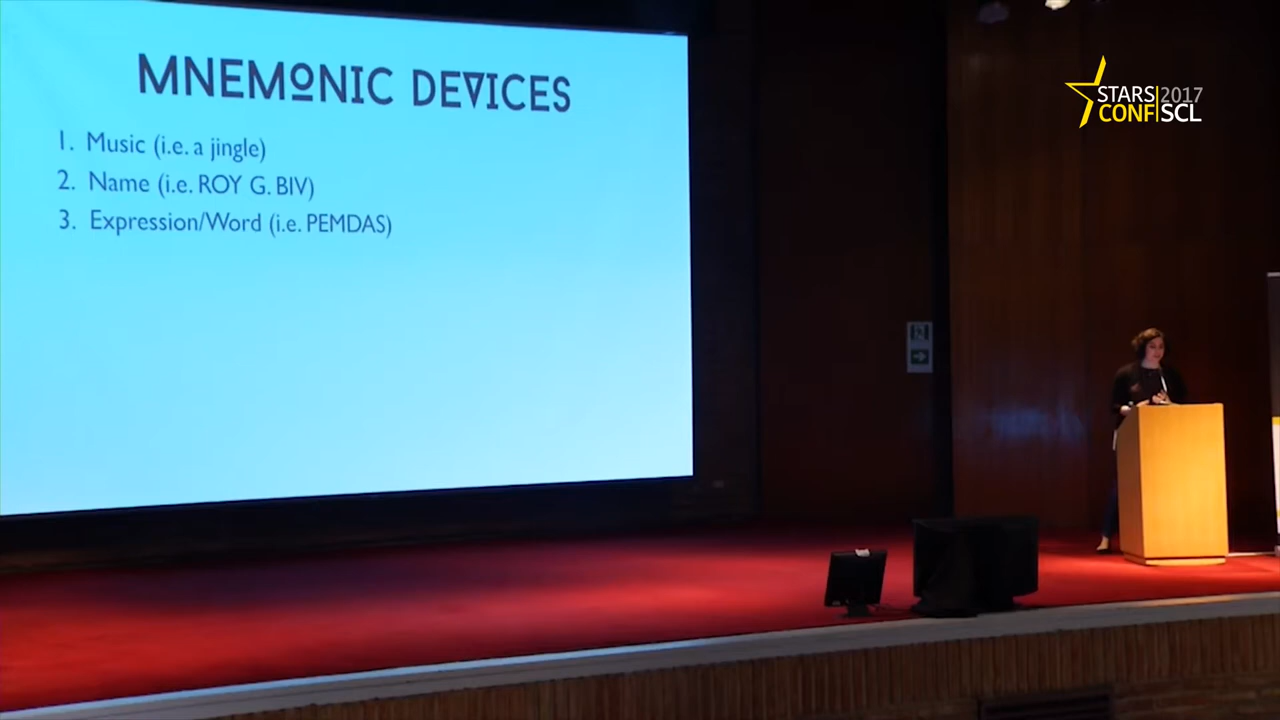 MNEMONIC DEVICES
1. Music (i.e. a jingle)
2. Name (i.e. ROY G. BIV)
3. Expression/Word (i.e. PEMDAS)
STARS 2017
CONF SCL